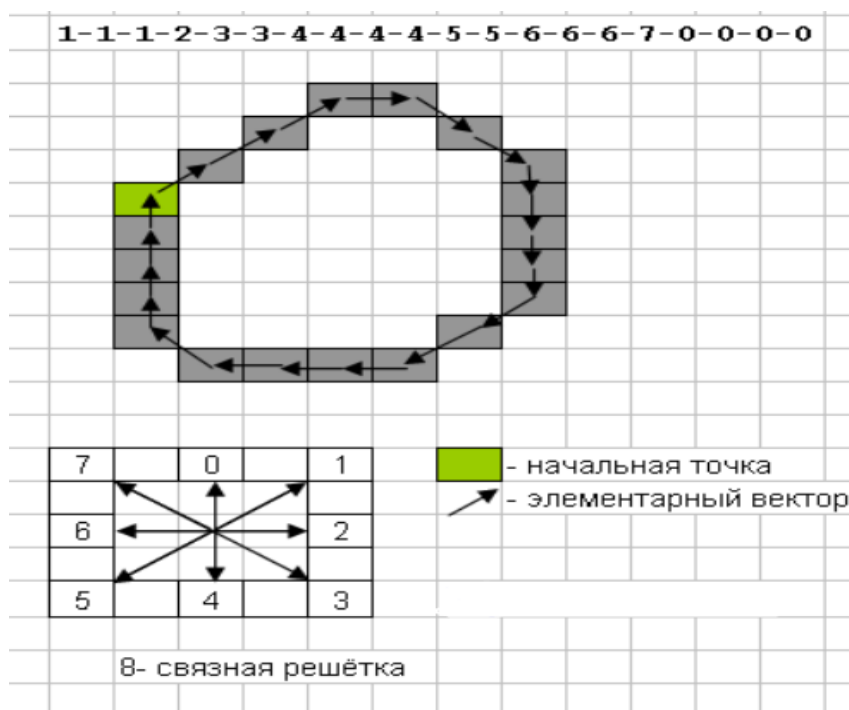 1-1-1-2-3-3-4-4-4-4-5-5-6-6-6-7-0-0-0-0
7 0 1
- начальная точка
- элементарный вектор
6 2
5 4 3
8- связная решётка